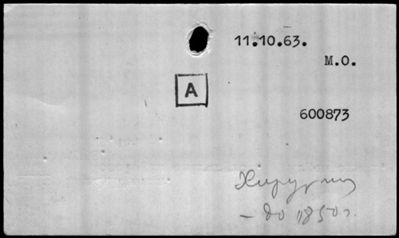 11.10.63.
M.O.
A
600873
Хирургия
– до 1850 г.